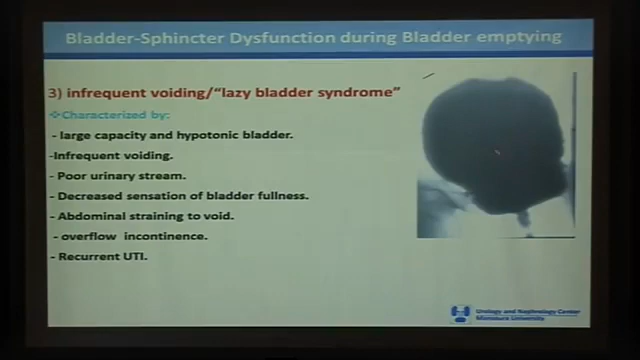 Bladder-Sphincter Dysfunction during Bladder emptying
3) infrequent voiding/“lazy bladder syndrome”
❖Characterized by:
- large capacity and hypotonic bladder.
-Infrequent voiding.
- Poor urinary stream.
- Decreased sensation of bladder fullness.
- Abdominal straining to void.
- overflow incontinence.
- Recurrent UTI.
Urology and Nephrology Center
Mansoura University